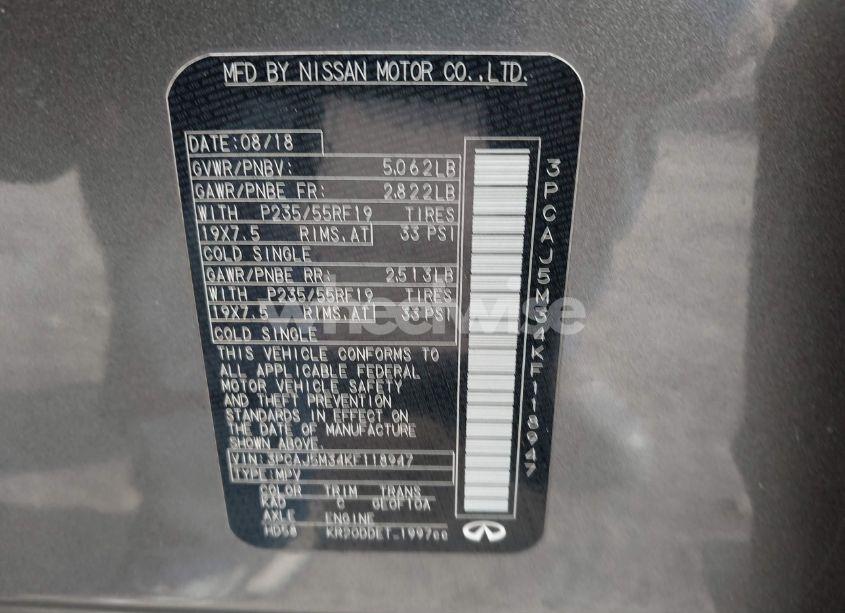 MFD BY NISSAN MOTOR CO.,LTD.
DATE:08/18
GVWR/PNBV: 5,062LB
GAWR/PNBE FR: 2,822LB
WITH P235/55RF19 TIRES
19X7.5 RIMS,AT 33 PSI
COLD SINGLE
GAWR/PNBE RR: 2,513LB
WITH P235/55RF19 TIRES
19X7.5 RIMS,AT 33 PSI
COLD SINGLE
THIS VEHICLE CONFORMS TO
ALL APPLICABLE FEDERAL
MOTOR VEHICLE SAFETY
AND THEFT PREVENTION
STANDARDS IN EFFECT ON
THE DATE OF MANUFACTURE
SHOWN ABOVE.
VIN:3PCAJ5M34KF118947
TYPE:MPV
COLOR TRIM TRANS
KAD C GEOF10A
AXLE ENGINE
HD58 KR20DDET-1997cc
3PCAJ5M34KF118947
wheelwise